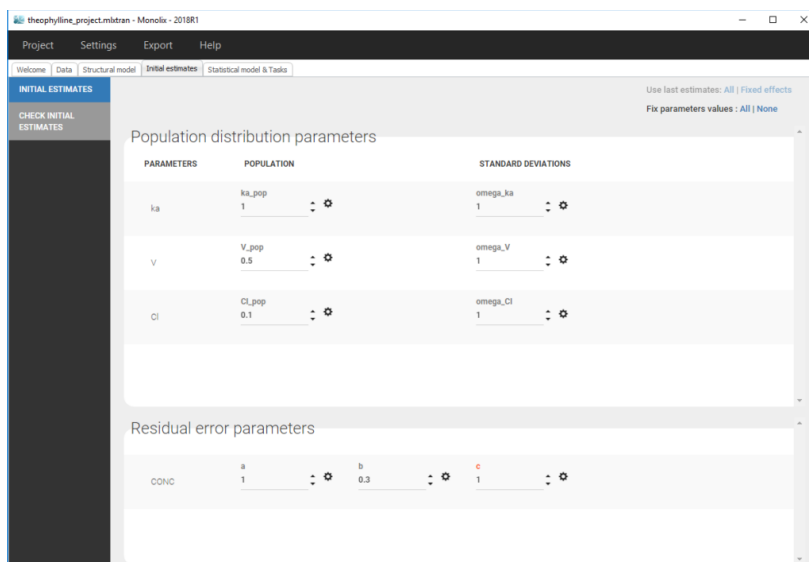 theophylline_project.mlxtran - Monolix - 2018R1
Project Settings Export Help
Welcome Data Structural model Initial estimates Statistical model & Tasks
INITIAL ESTIMATES
Use last estimates: All | Fixed effects
CHECK INITIAL
ESTIMATES
Fix parameters values : All | None
Population distribution parameters
PARAMETERS POPULATION STANDARD DEVIATIONS
ka_pop omega_ka
ka 1 1
V_pop omega_V
V 0.5 1
Cl_pop omega_Cl
Cl 0.1 1
Residual error parameters
a b c
CONC 1 0.3 1